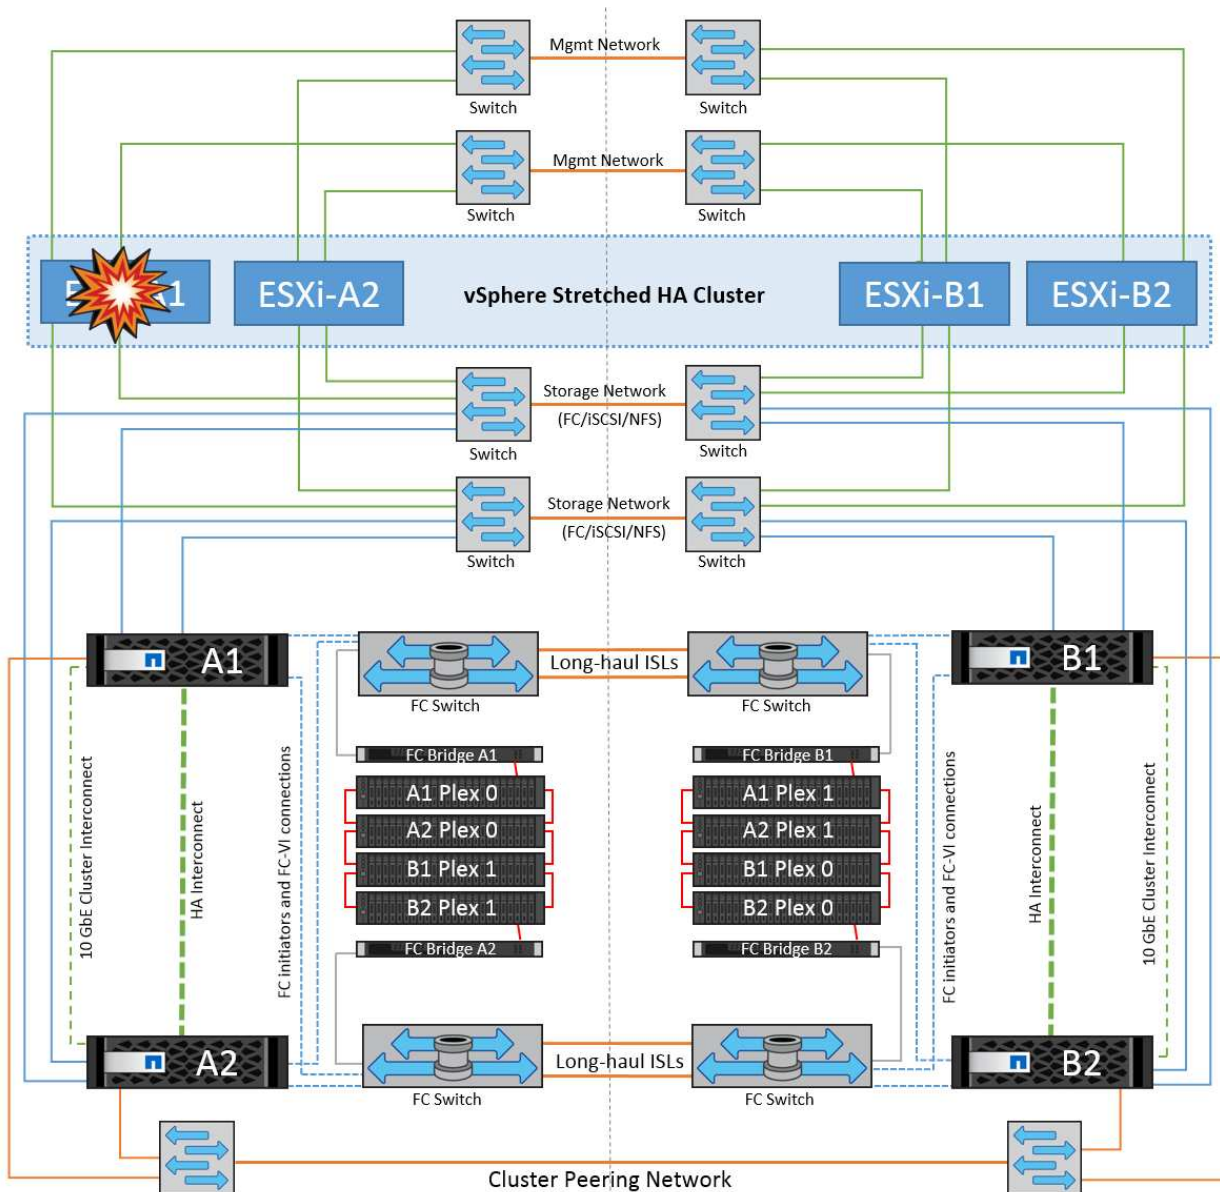 Mgmt Network
Switch
Switch
Mgmt Network
Switch
Switch
ESXi-A2
vSphere Stretched HA Cluster
ESXi-B1
ESXi-B2
Storage Network
(FC/iSCSI/NFS)
Switch
Switch
Storage Network
(FC/iSCSI/NFS)
Switch
Switch
A1
Long-haul ISLs
B1
FC Switch
FC Switch
FC Bridge A1
FC Bridge B1
A1 Plex 0
A1 Plex 1
A2 Plex 0
A2 Plex 1
B1 Plex 1
B1 Plex 0
B2 Plex 1
B2 Plex 0
FC Bridge A2
FC Bridge B2
10 GbE Cluster Interconnect
HA Interconnect
FC initiators and FC-VI connections
FC initiators and FC-VI connections
HA Interconnect
10 GbE Cluster Interconnect
A2
Long-haul ISLs
B2
FC Switch
FC Switch
Cluster Peering Network